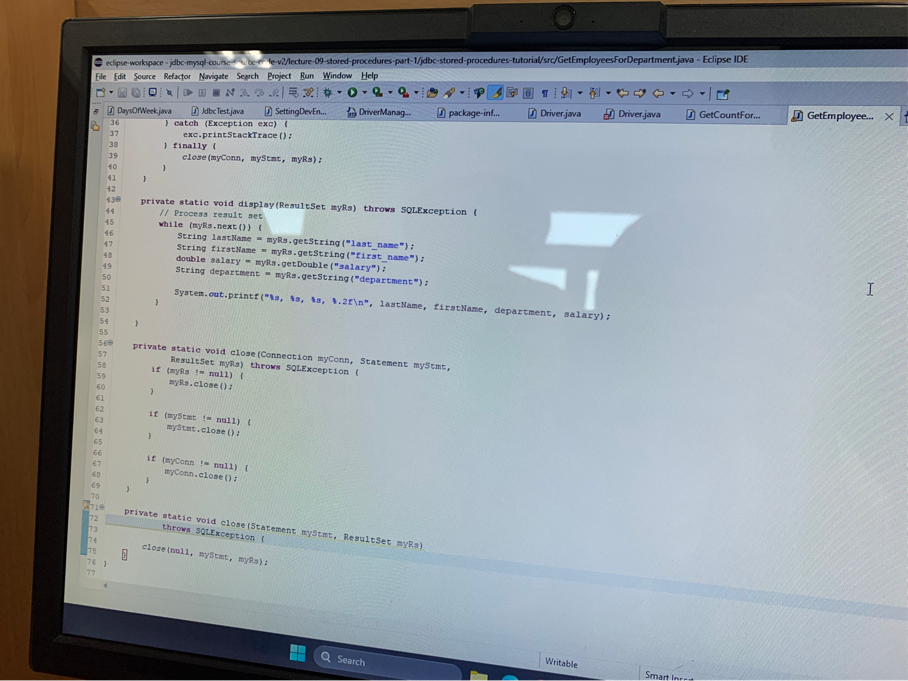 eclipse-workspace - jdbc-mysql-course-source-code-v2/lecture-09-stored-procedures-part-1/jdbc-stored-procedures-tutorial/src/GetEmployeesForDepartment.java - Eclipse IDE
File Edit Source Refactor Navigate Search Project Run Window Help
DaysOfWeek.java JdbcTest.java SettingDevEn... DriverManag... package-inf... Driver.java Driver.java GetCountFor... GetEmployee...
36 } catch (Exception exc) {
37 exc.printStackTrace();
38 } finally {
39 close(myConn, myStmt, myRs);
40 }
41 }
42
43 private static void display(ResultSet myRs) throws SQLException {
44 // Process result set
45 while (myRs.next()) {
46 String lastName = myRs.getString("last_name");
47 String firstName = myRs.getString("first_name");
48 double salary = myRs.getDouble("salary");
49 String department = myRs.getString("department");
50
51 System.out.printf("%s, %s, %s, %.2f\n", lastName, firstName, department, salary);
52 }
53
54 }
55
56 private static void close(Connection myConn, Statement myStmt,
57 ResultSet myRs) throws SQLException {
58 if (myRs != null) {
59 myRs.close();
60 }
61
62 if (myStmt != null) {
63 myStmt.close();
64 }
65
66 if (myConn != null) {
67 myConn.close();
68 }
69 }
70
71 private static void close(Statement myStmt, ResultSet myRs)
72 throws SQLException {
73
74 close(null, myStmt, myRs);
75 }
76 }
77
Search
Writable